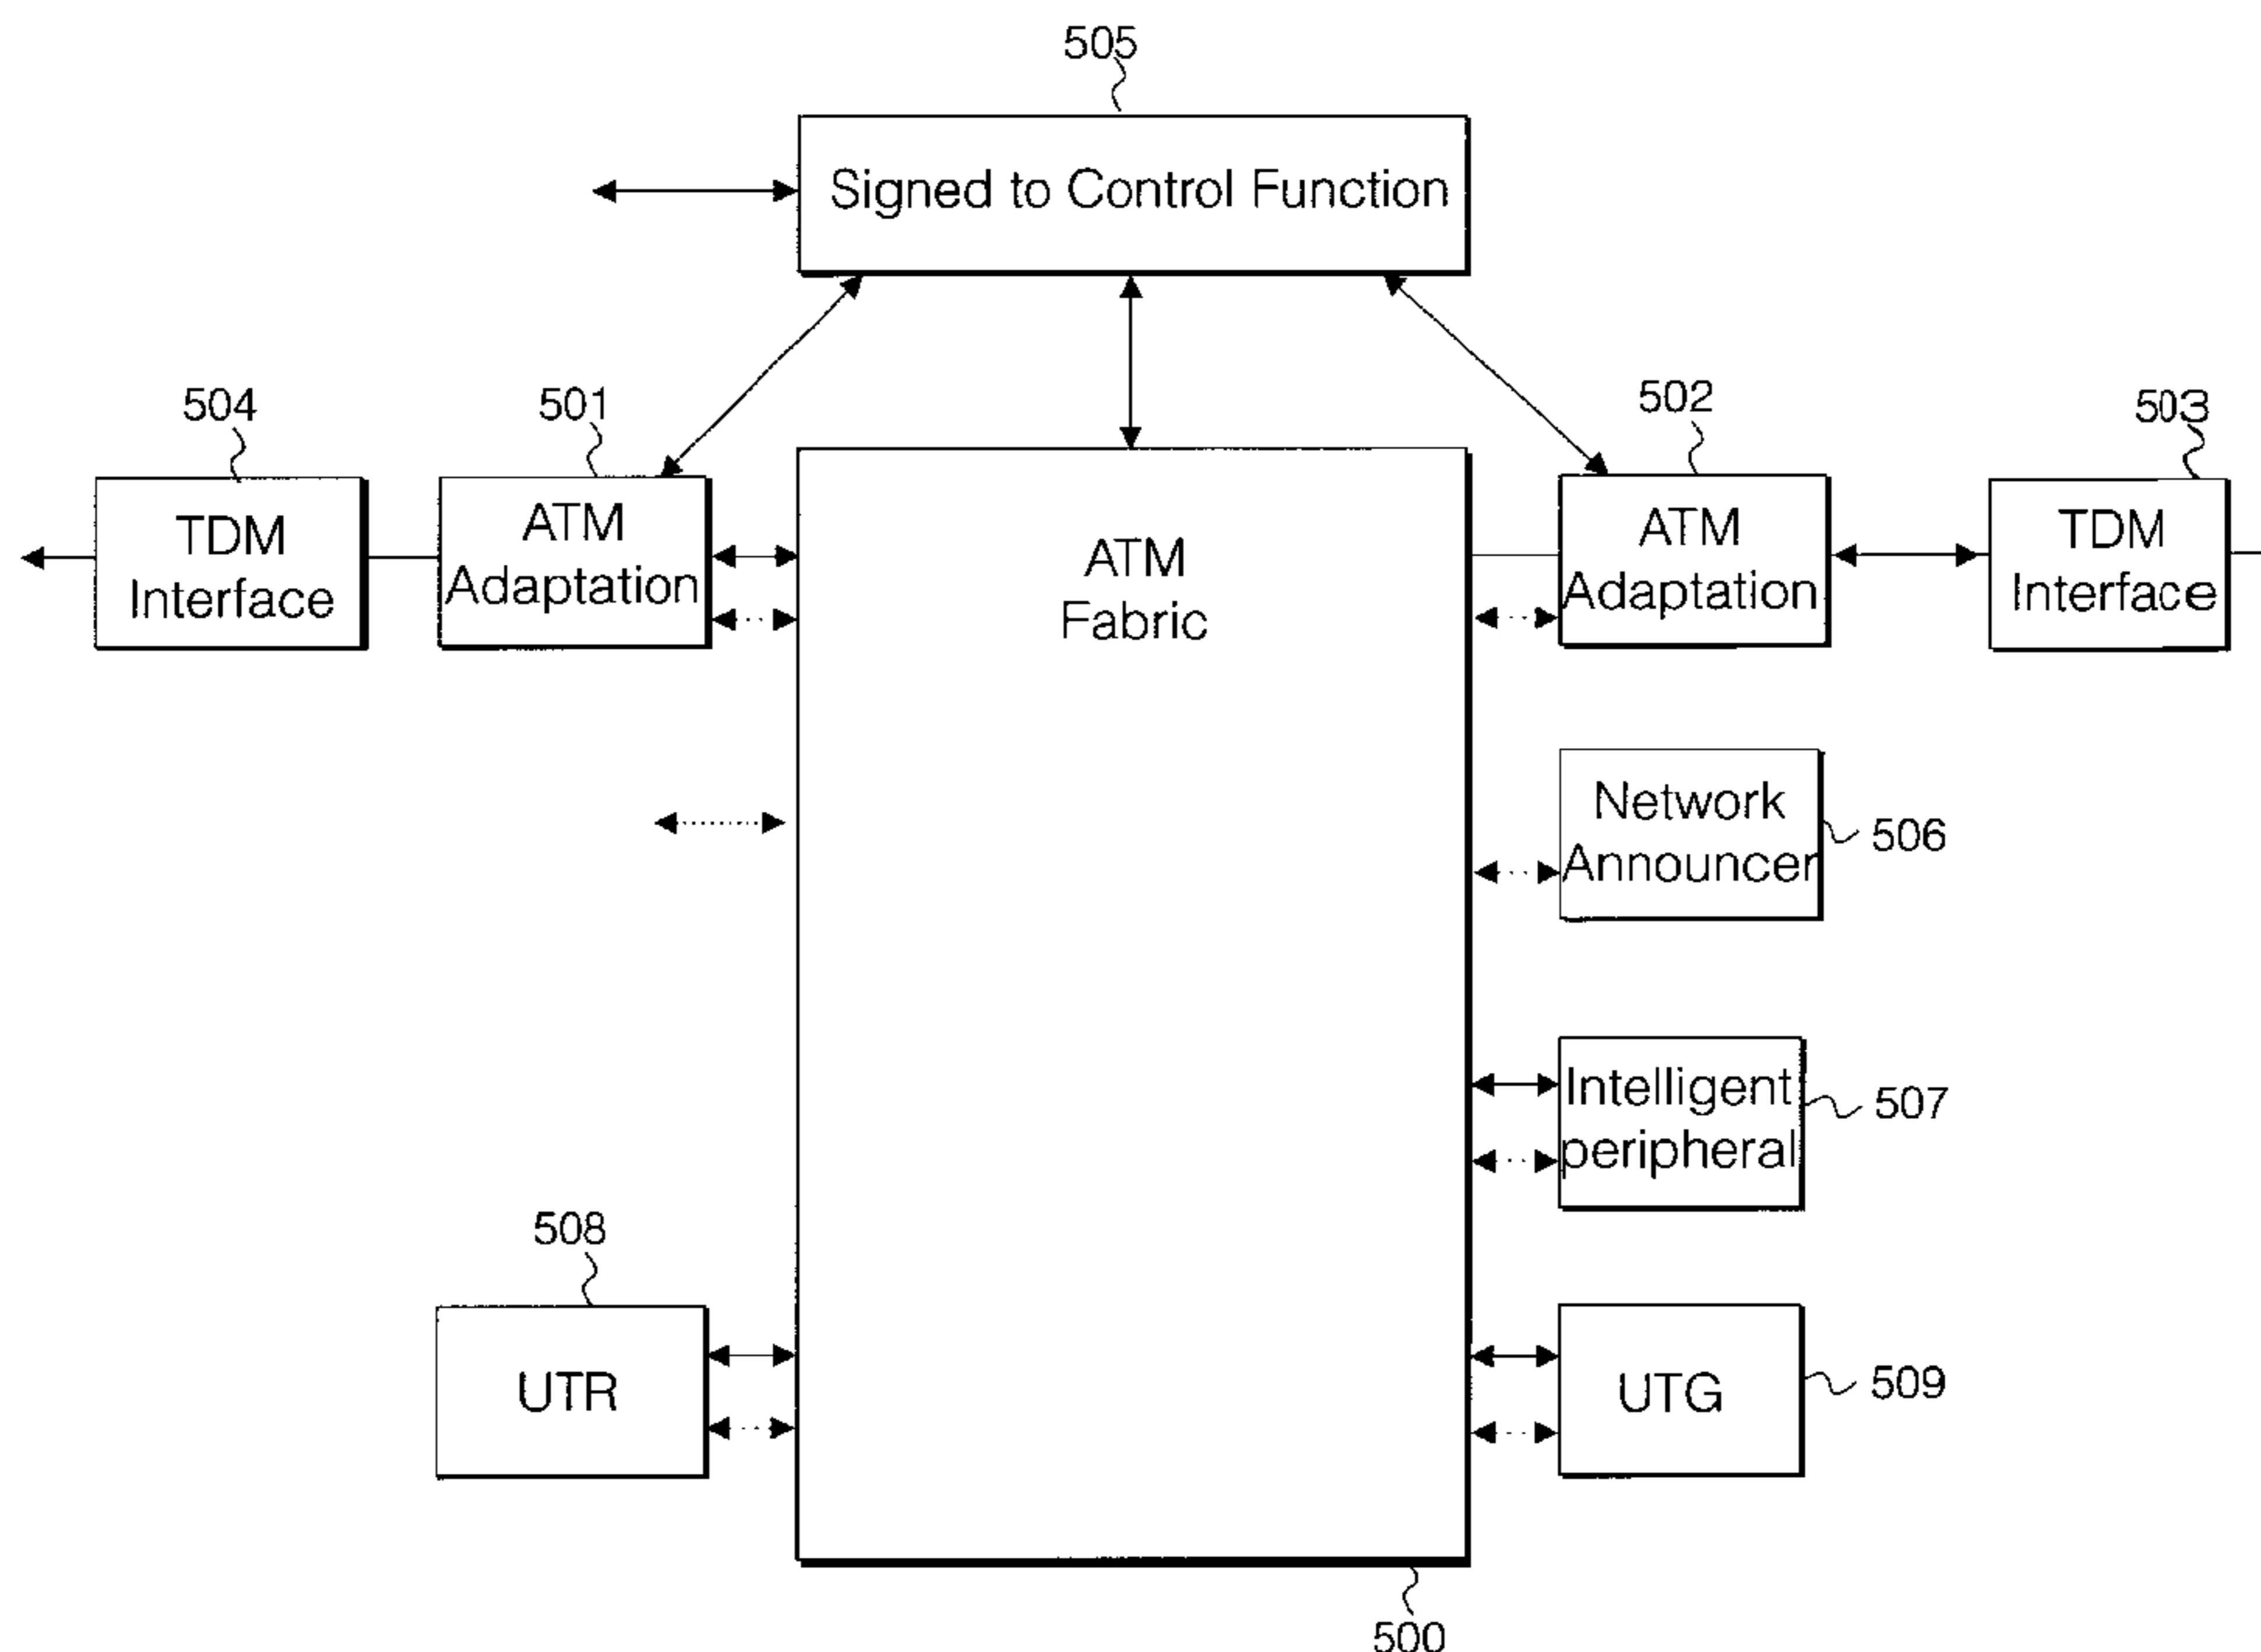 505
Signed to Control Function
504
501
502
503
TDM
Interface
ATM
Adaptation
ATM
Fabric
ATM
Adaptation
TDM
Interface
Network
Announcer
506
Intelligent
peripheral
507
508
UTR
UTG
509
500